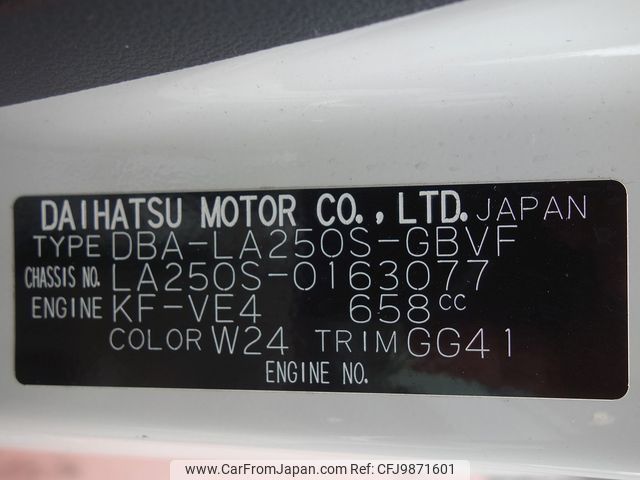 DAIHATSU MOTOR CO., LTD. JAPAN
TYPE DBA-LA250S-GBVF
CHASSIS NO. LA250S-0163077
ENGINE KF-VE4 658cc
COLOR W24 TRIM GG41
ENGINE NO.
www.CarFromJapan.com Ref No.CFJ9871601